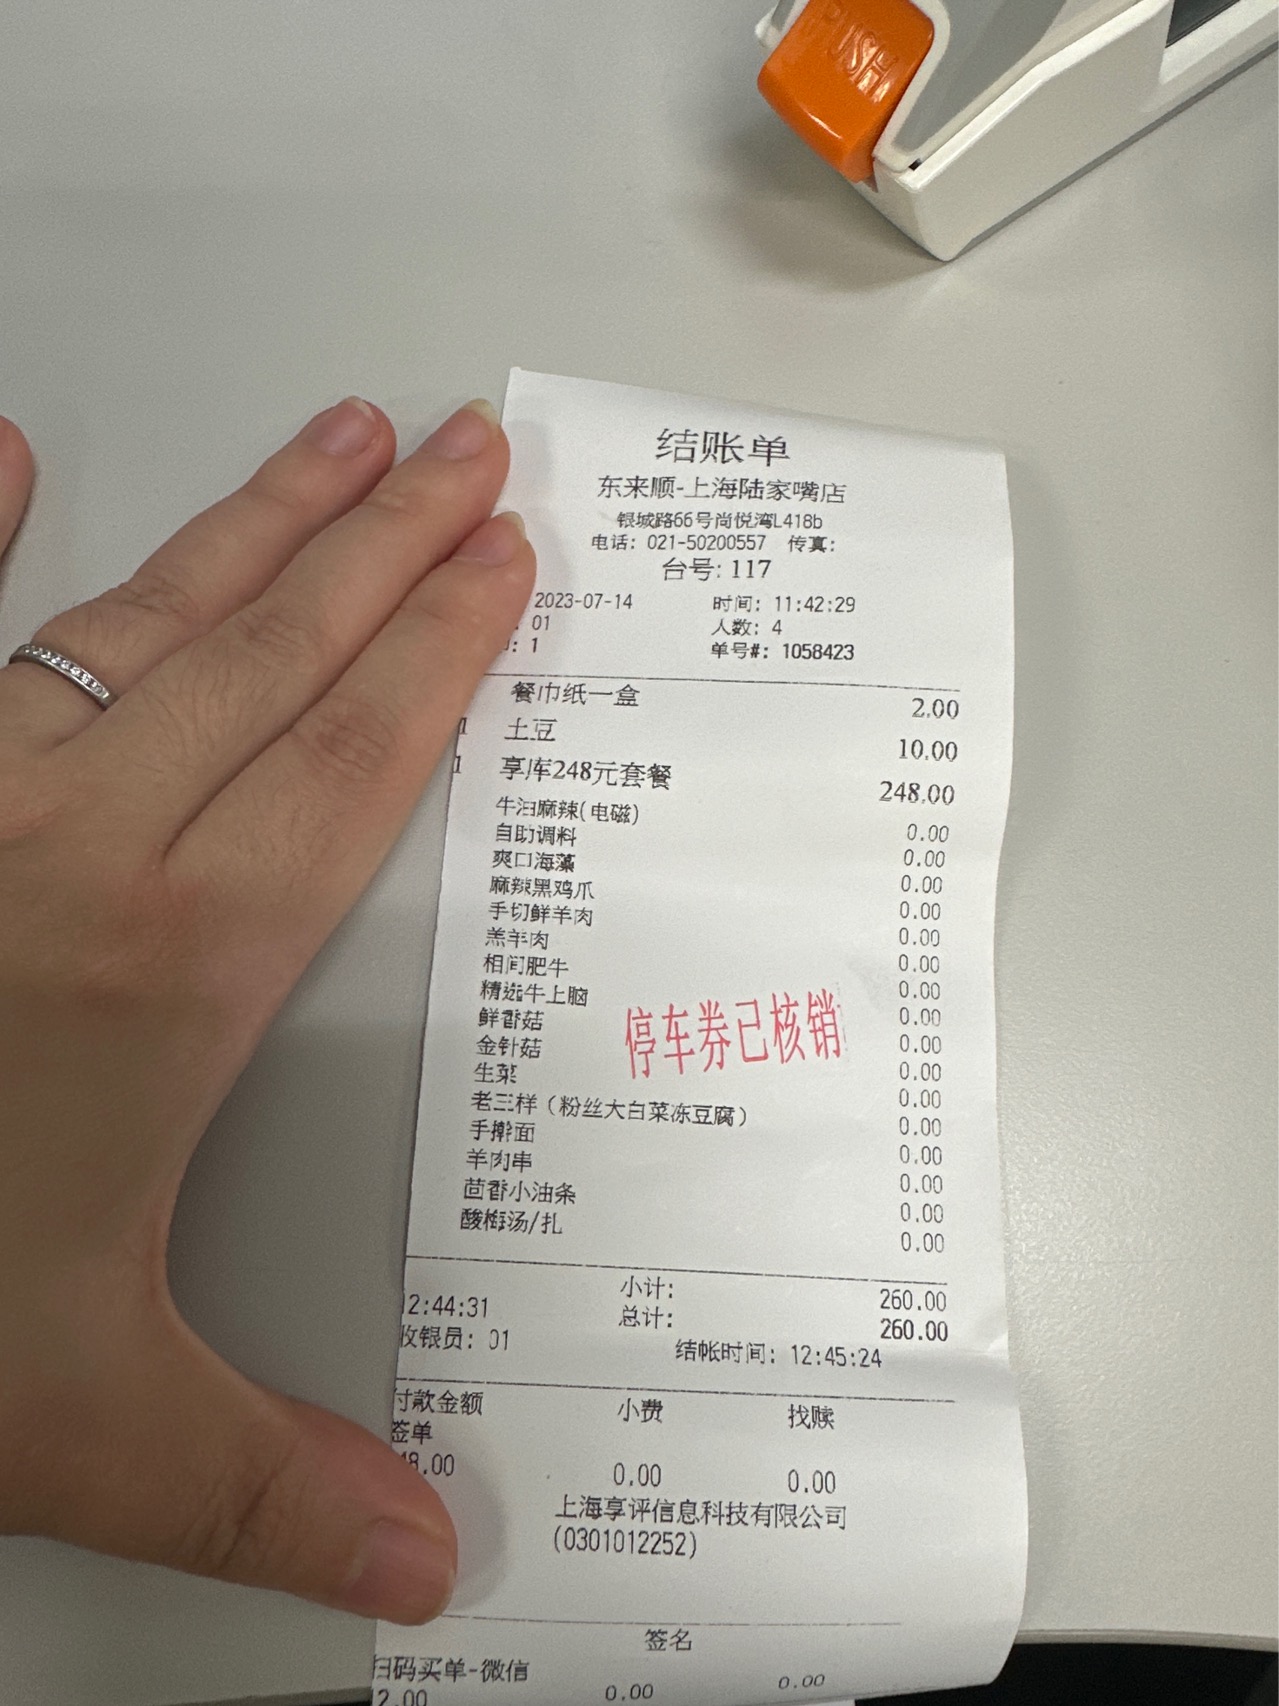 PUSH
结账单
东来顺-上海陆家嘴店
银城路66号尚悦湾L418b
电话: 021-50200557 传真:
台号: 117
2023-07-14 时间: 11:42:29
: 01 人数: 4
: 1 单号#: 1058423
餐巾纸一盒 2.00
1 土豆 10.00
1 享库248元套餐 248.00
牛油麻辣(电磁) 0.00
自助调料 0.00
爽口海藻 0.00
麻辣黑鸡爪 0.00
手切鲜羊肉 0.00
羔羊肉 0.00
相间肥牛 0.00
精选牛上脑 0.00
鲜香菇 0.00
金针菇 0.00
生菜 0.00
老三样（粉丝大白菜冻豆腐） 0.00
手擀面 0.00
羊肉串 0.00
茴香小油条 0.00
酸梅汤/扎 0.00
停车券已核销
小计: 260.00
12:44:31 总计: 260.00
收银员: 01 结帐时间: 12:45:24
付款金额 小费 找赎
签单
48.00 0.00 0.00
上海享评信息科技有限公司
(0301012252)
签名
扫码买单-微信
2.00 0.00 0.00